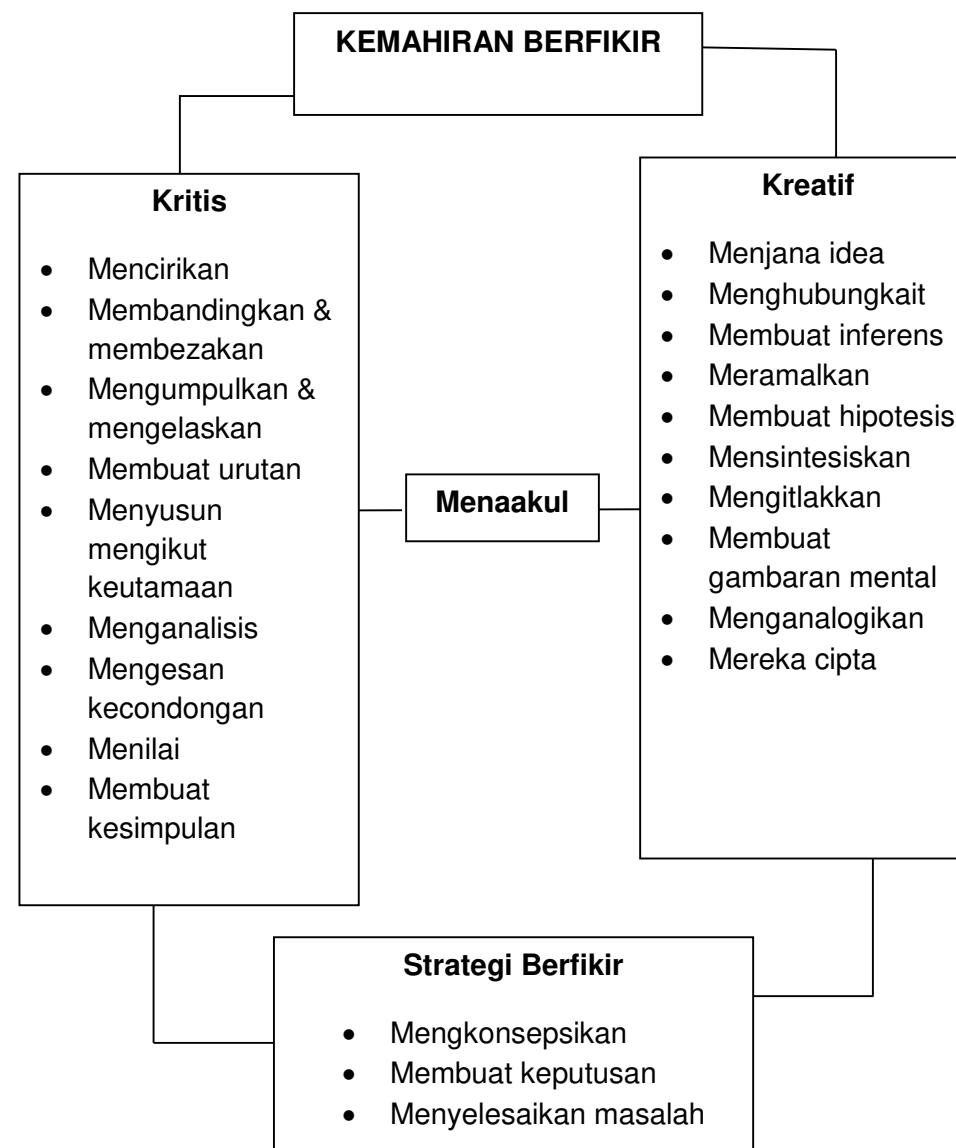 KEMAHIRAN BERFIKIR
Kritis
• Mencirikan
• Membandingkan &
membezakan
• Mengumpulkan &
mengelaskan
• Membuat urutan
• Menyusun
mengikut
keutamaan
• Menganalisis
• Mengesan
kecondongan
• Menilai
• Membuat
kesimpulan
Menaakul
Kreatif
• Menjana idea
• Menghubungkait
• Membuat inferens
• Meramalkan
• Membuat hipotesis
• Mensintesiskan
• Mengitlakkan
• Membuat
gambaran mental
• Menganalogikan
• Mereka cipta
Strategi Berfikir
• Mengkonsepsikan
• Membuat keputusan
• Menyelesaikan masalah